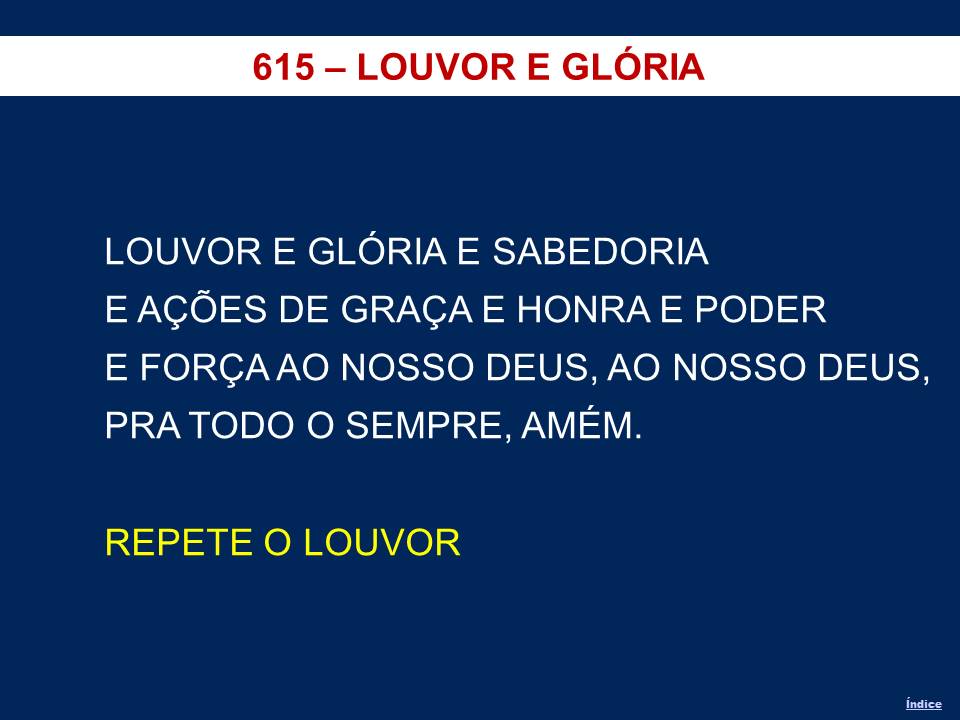 615 – LOUVOR E GLÓRIA
LOUVOR E GLÓRIA E SABEDORIA
E AÇÕES DE GRAÇA E HONRA E PODER
E FORÇA AO NOSSO DEUS, AO NOSSO DEUS,
PRA TODO O SEMPRE, AMÉM.
REPETE O LOUVOR
Índice